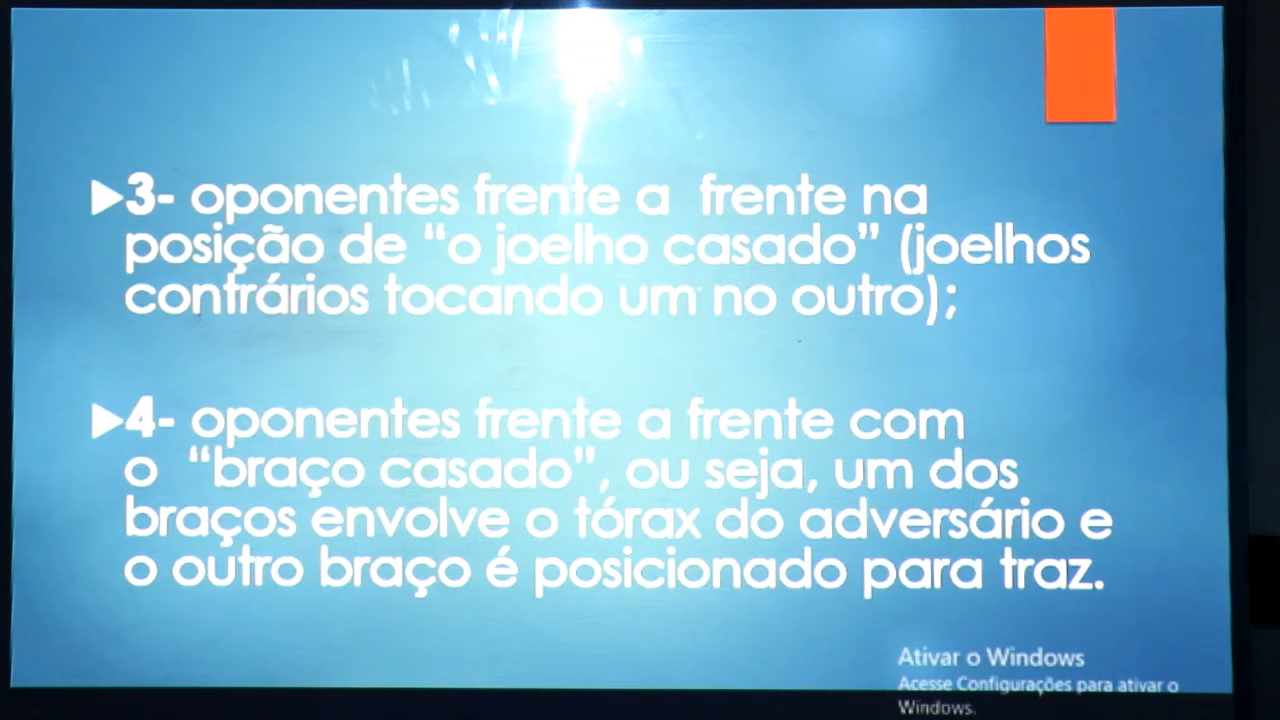 3- oponentes frente a frente na
posição de “o joelho casado” (joelhos
contrários tocando um no outro);
4- oponentes frente a frente com
o “braço casado”, ou seja, um dos
braços envolve o tórax do adversário e
o outro braço é posicionado para traz.
Ativar o Windows
Acesse Configurações para ativar o
Windows.